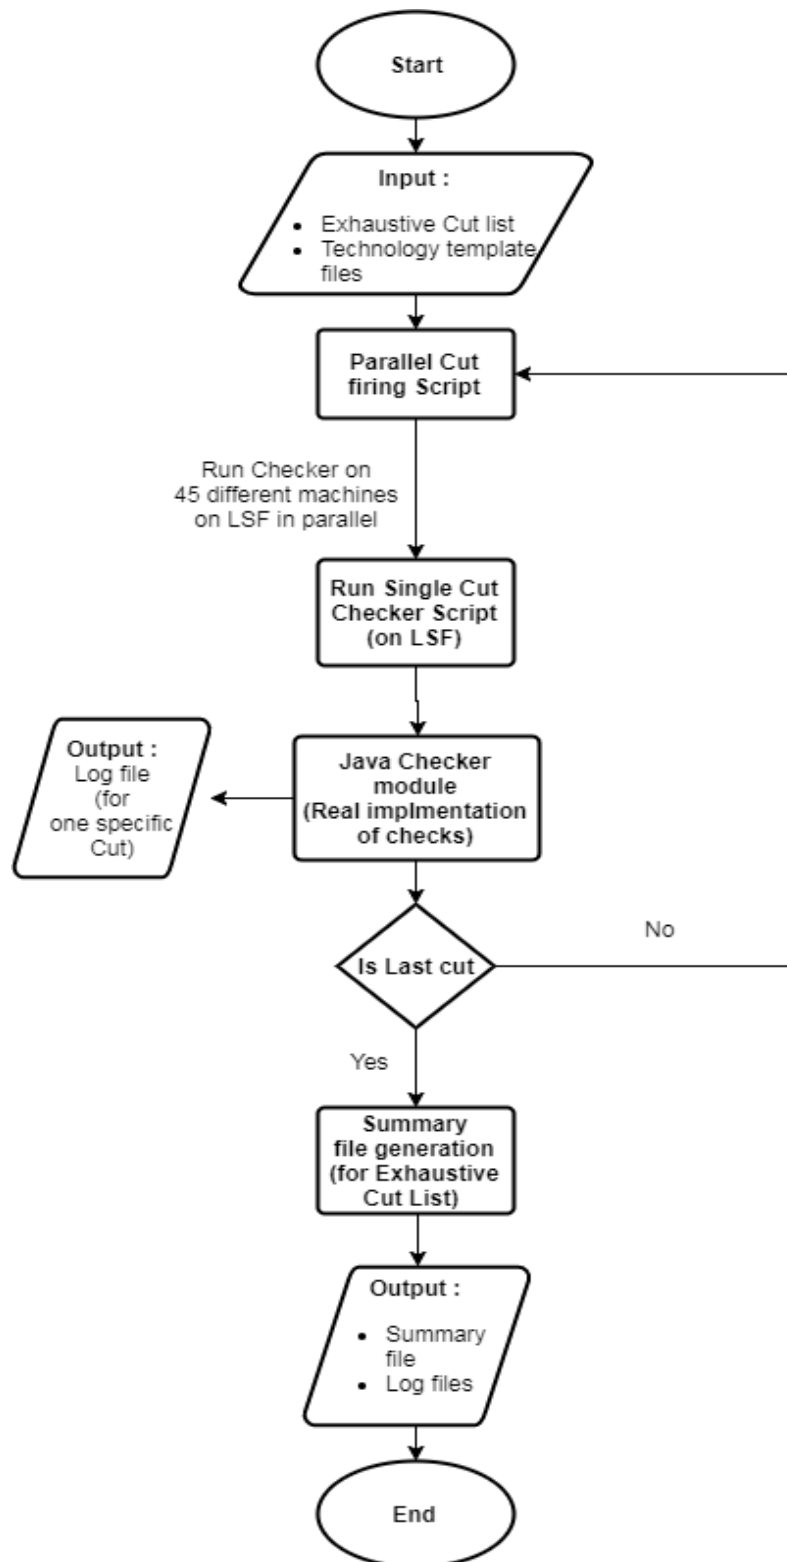 Start
Input :
• Exhaustive Cut list
• Technology template
files
Parallel Cut
firing Script
Run Checker on
45 different machines
on LSF in parallel
Run Single Cut
Checker Script
(on LSF)
Output :
Log file
(for
one specific
Cut)
Java Checker
module
(Real implmentation
of checks)
Is Last cut
No
Yes
Summary
file generation
(for Exhaustive
Cut List)
Output :
• Summary
file
• Log files
End